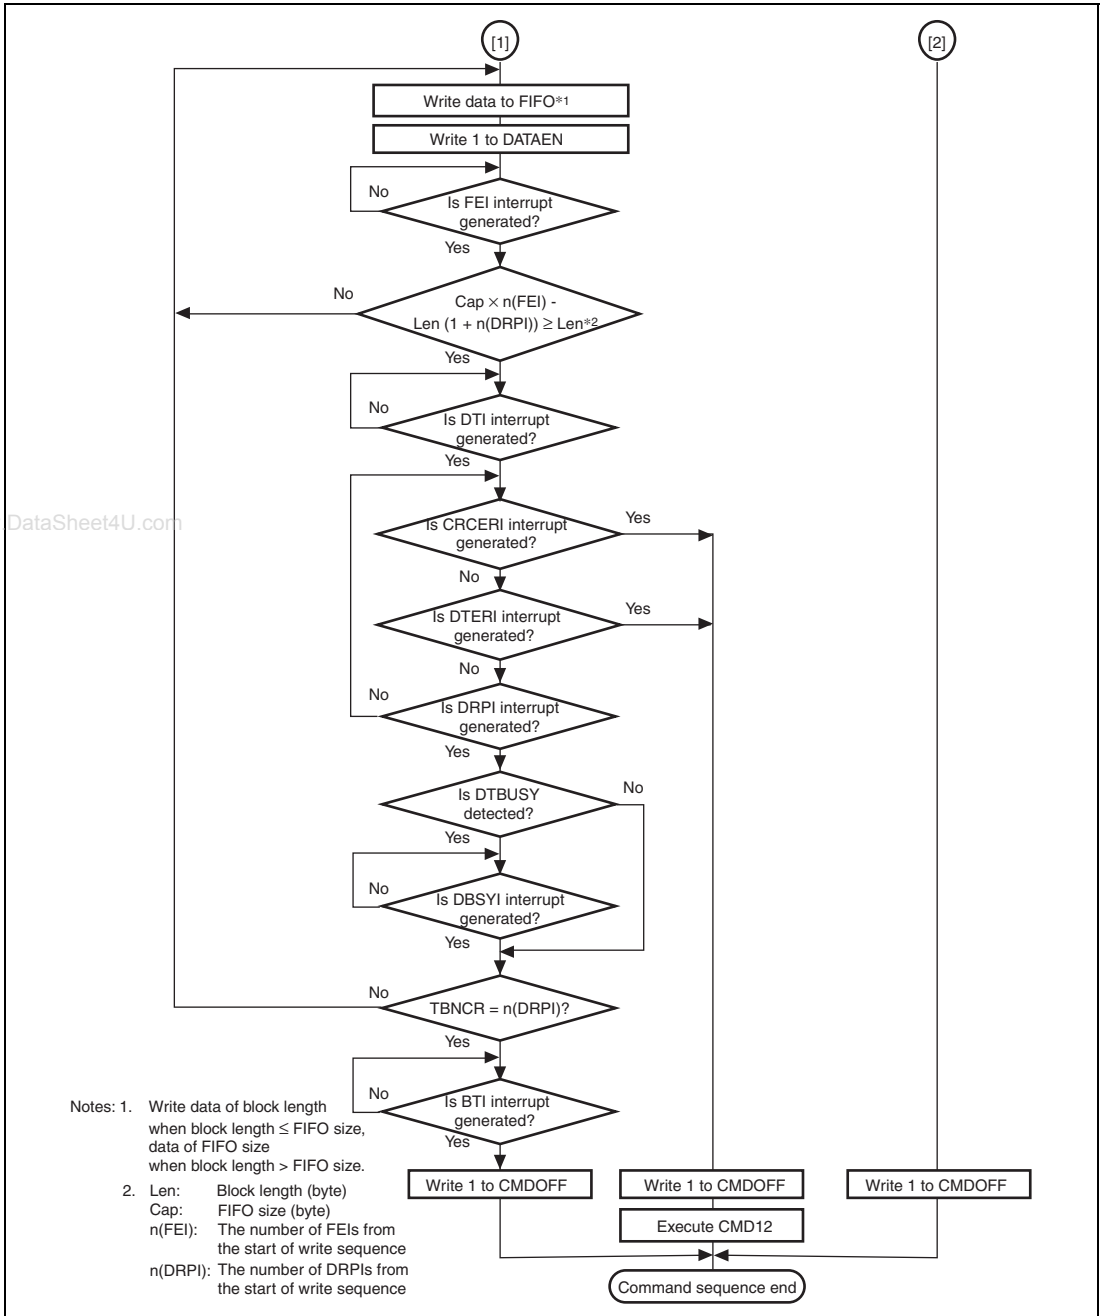 [1]
[2]
Write data to FIFO*1
Write 1 to DATAEN
No
Is FEI interrupt
generated?
Yes
No
Cap × n(FEI) -
Len (1 + n(DRPI)) ≥ Len*2
Yes
No
Is DTI interrupt
generated?
Yes
DataSheet4U.com
Is CRCERI interrupt
generated?
Yes
No
Is DTERI interrupt
generated?
Yes
No
No
Is DRPI interrupt
generated?
Yes
Is DTBUSY
detected?
No
Yes
No
Is DBSYI interrupt
generated?
Yes
No
TBNCR = n(DRPI)?
Yes
No
Is BTI interrupt
generated?
Yes
Write 1 to CMDOFF
Write 1 to CMDOFF
Write 1 to CMDOFF
Execute CMD12
Command sequence end
Notes: 1. Write data of block length
when block length ≤ FIFO size,
data of FIFO size
when block length > FIFO size.
2. Len: Block length (byte)
Cap: FIFO size (byte)
n(FEI): The number of FEIs from
the start of write sequence
n(DRPI): The number of DRPIs from
the start of write sequence